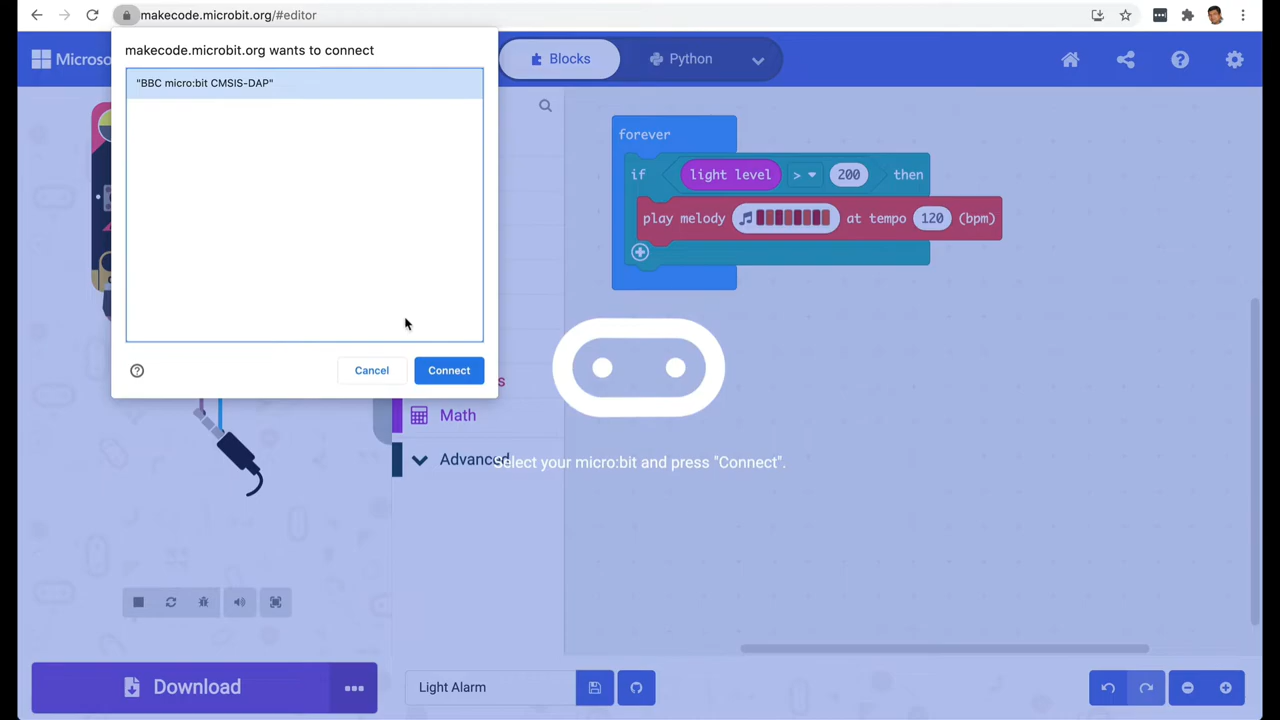 makecode.microbit.org/#editor
makecode.microbit.org wants to connect
"BBC micro:bit CMSIS-DAP"
Cancel
Connect
Blocks
Python
forever
if light level > 200 then
play melody at tempo 120 (bpm)
Math
Advanced
Select your micro:bit and press "Connect".
Download
Light Alarm